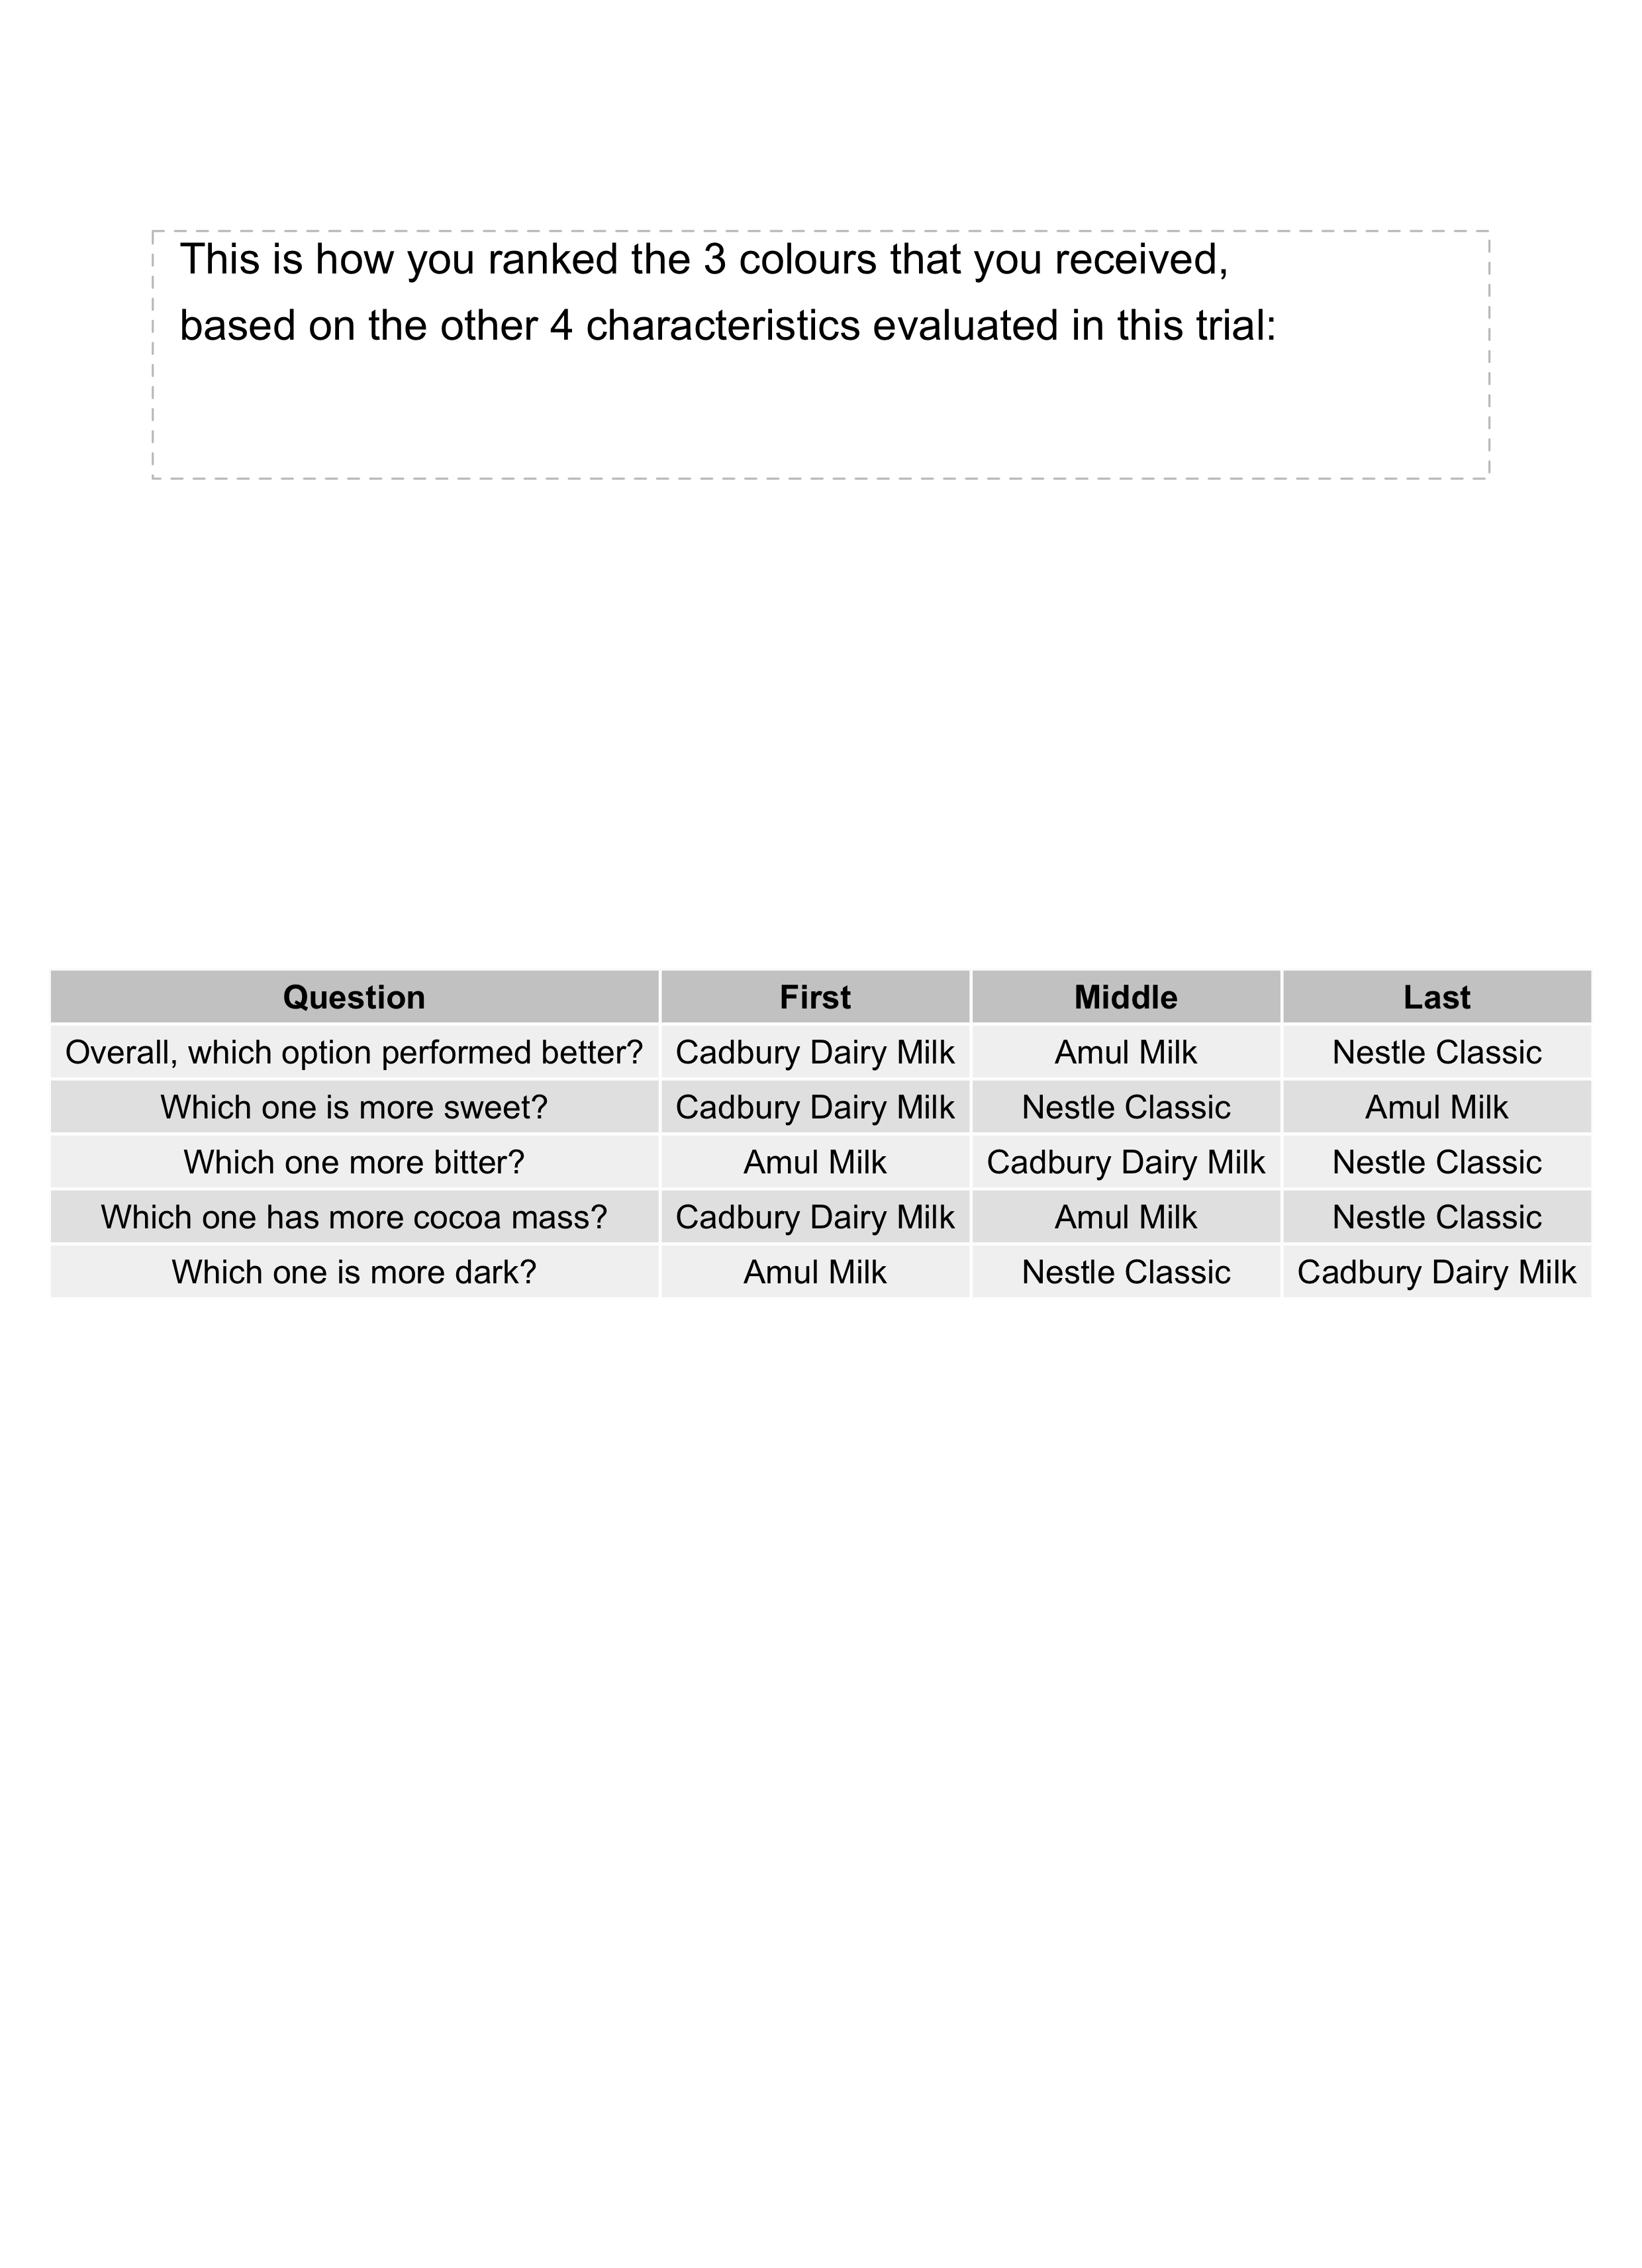 This is how you ranked the 3 colours that you received,
based on the other 4 characteristics evaluated in this trial:
Question First Middle Last
Overall, which option performed better? Cadbury Dairy Milk Amul Milk Nestle Classic
Which one is more sweet? Cadbury Dairy Milk Nestle Classic Amul Milk
Which one more bitter? Amul Milk Cadbury Dairy Milk Nestle Classic
Which one has more cocoa mass? Cadbury Dairy Milk Amul Milk Nestle Classic
Which one is more dark? Amul Milk Nestle Classic Cadbury Dairy Milk